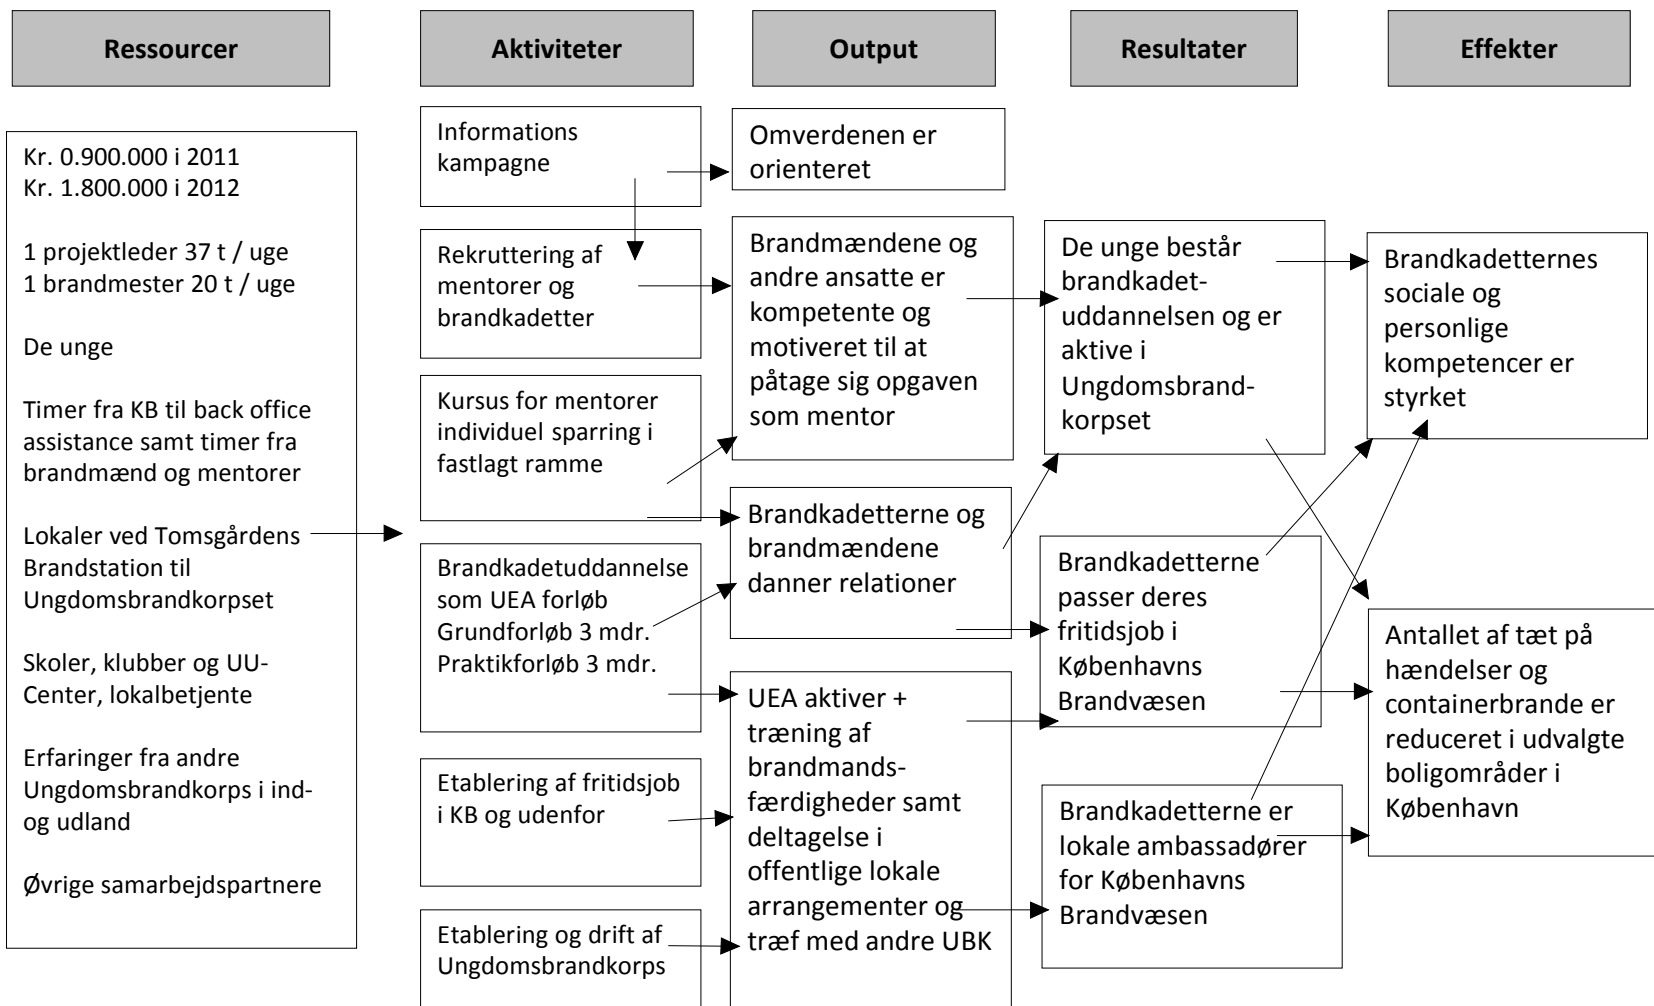 Ressourcer
Aktiviteter
Output
Resultater
Effekter
Kr. 0.900.000 i 2011
Kr. 1.800.000 i 2012
1 projektleder 37 t / uge
1 brandmester 20 t / uge
De unge
Timer fra KB til back office
assistance samt timer fra
brandmænd og mentorer
Lokaler ved Tomsgårdens
Brandstation til
Ungdomsbrandkorpset
Skoler, klubber og UU-
Center, lokalbetjente
Erfaringer fra andre
Ungdomsbrandkorps i ind-
og udland
Øvrige samarbejdspartnere
Informations
kampagne
Rekruttering af
mentorer og
brandkadetter
Kursus for mentorer
individuel sparring i
fastlagt ramme
Brandkadetuddannelse
som UEA forløb
Grundforløb 3 mdr.
Praktikforløb 3 mdr.
Etablering af fritidsjob
i KB og udenfor
Etablering og drift af
Ungdomsbrandkorps
Omverdenen er
orienteret
Brandmændene og
andre ansatte er
kompetente og
motiveret til at
påtage sig opgaven
som mentor
Brandkadetterne og
brandmændene
danner relationer
UEA aktiver +
træning af
brandmands-
færdigheder samt
deltagelse i
offentlige lokale
arrangementer og
træf med andre UBK
De unge består
brandkadet-
uddannelsen og er
aktive i
Ungdomsbrand-
korpset
Brandkadetterne
passer deres
fritidsjob i
Københavns
Brandvæsen
Brandkadetterne er
lokale ambassadører
for Københavns
Brandvæsen
Brandkadetternes
sociale og
personlige
kompetencer er
styrket
Antallet af tæt på
hændelser og
containerbrande er
reduceret i udvalgte
boligområder i
København